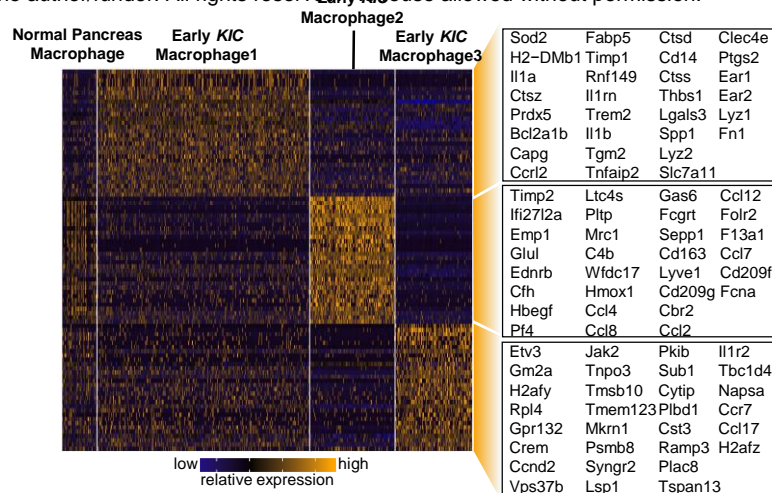 Macrophage2
Normal Pancreas
Macrophage
Early KIC
Macrophage1
Early KIC
Macrophage3
Sod2 Fabp5 Ctsd Clec4e
H2-DMb1 Timp1 Cd14 Ptgs2
Il1a Rnf149 Ctss Ear1
Ctsz Il1rn Thbs1 Ear2
Prdx5 Trem2 Lgals3 Lyz1
Bcl2a1b Il1b Spp1 Fn1
Capg Tgm2 Lyz2
Ccrl2 Tnfaip2 Slc7a11
Timp2 Ltc4s Gas6 Ccl12
Ifi27l2a Pltp Fcgrt Folr2
Emp1 Mrc1 Sepp1 F13a1
Glul C4b Cd163 Ccl7
Ednrb Wfdc17 Lyve1 Cd209f
Cfh Hmox1 Cd209g Fcna
Hbegf Ccl4 Cbr2
Pf4 Ccl8 Ccl2
Etv3 Jak2 Pkib Il1r2
Gm2a Tnpo3 Sub1 Tbc1d4
H2afy Tmsb10 Cytip Napsa
Rpl4 Tmem123 Plbd1 Ccr7
Gpr132 Mkrn1 Cst3 Ccl17
Crem Psmb8 Ramp3 H2afz
Ccnd2 Syngr2 Plac8
Vps37b Lsp1 Tspan13
low high
relative expression